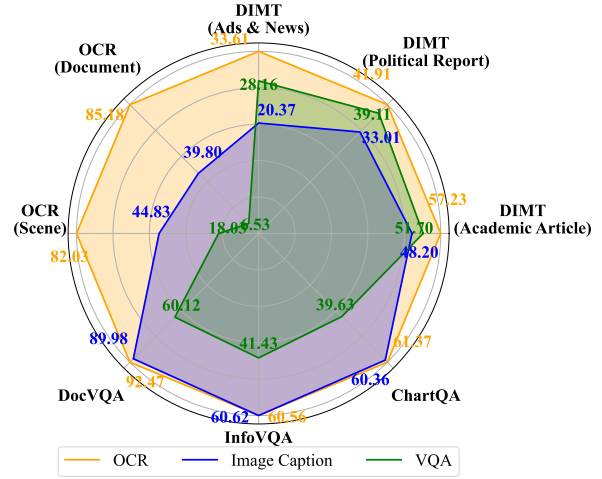 DIMT
(Ads & News)
33.61
OCR
(Document)
DIMT
(Political Report)
41.91
28.16
85.18
20.37
39.11
33.01
39.80
57.23
44.83
OCR
(Scene)
18.05
6.53
51.70
DIMT
(Academic Article)
82.03
48.20
60.12
39.63
89.98
41.43
61.37
92.47
60.36
DocVQA
ChartQA
60.62
60.56
InfoVQA
OCR
Image Caption
VQA